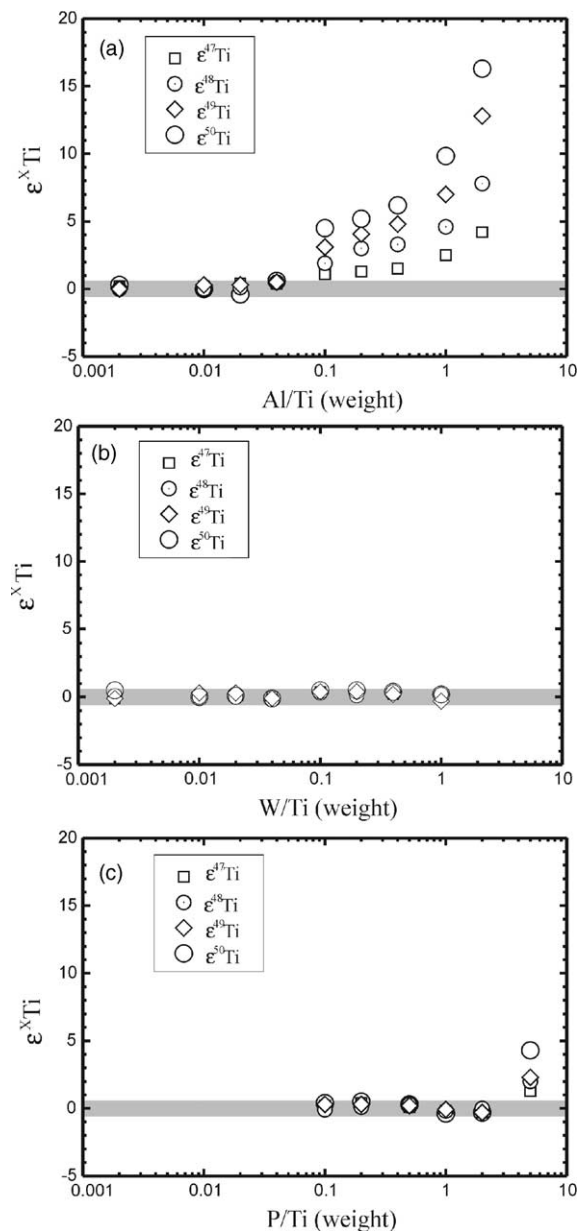 (a)
ε⁴⁷Ti
ε⁴⁸Ti
ε⁴⁹Ti
ε⁵⁰Ti
20
15
10
5
0
-5
εˣTi
0.001 0.01 0.1 1 10
Al/Ti (weight)
(b)
ε⁴⁷Ti
ε⁴⁸Ti
ε⁴⁹Ti
ε⁵⁰Ti
20
15
10
5
0
-5
εˣTi
0.001 0.01 0.1 1 10
W/Ti (weight)
(c)
ε⁴⁷Ti
ε⁴⁸Ti
ε⁴⁹Ti
ε⁵⁰Ti
20
15
10
5
0
-5
εˣTi
0.001 0.01 0.1 1 10
P/Ti (weight)